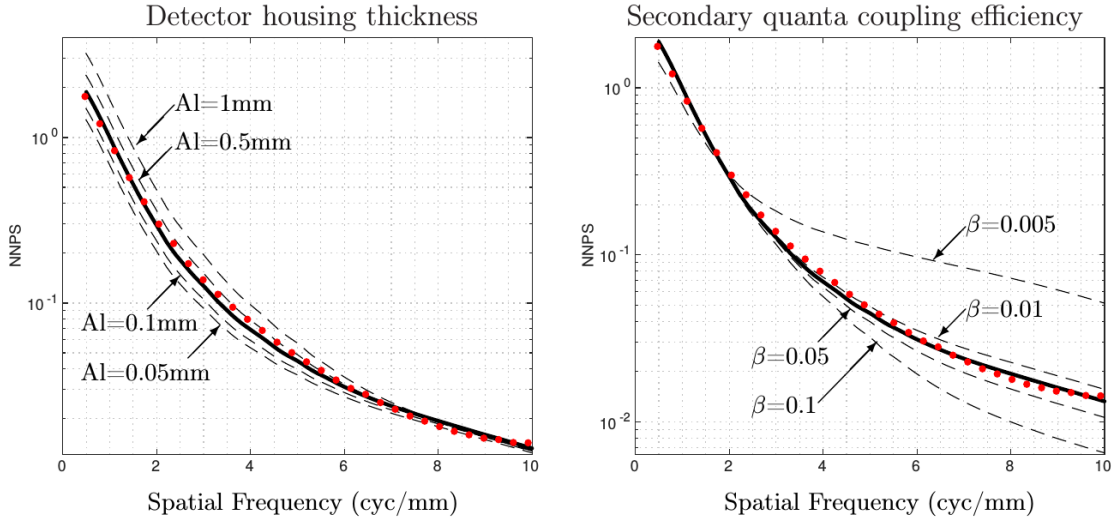 Detector housing thickness
Al=1mm
Al=0.5mm
Al=0.1mm
Al=0.05mm
10^0
10^-1
NNPS
0 2 4 6 8 10
Spatial Frequency (cyc/mm)
Secondary quanta coupling efficiency
β=0.005
β=0.01
β=0.05
β=0.1
10^0
10^-1
10^-2
NNPS
0 2 4 6 8 10
Spatial Frequency (cyc/mm)